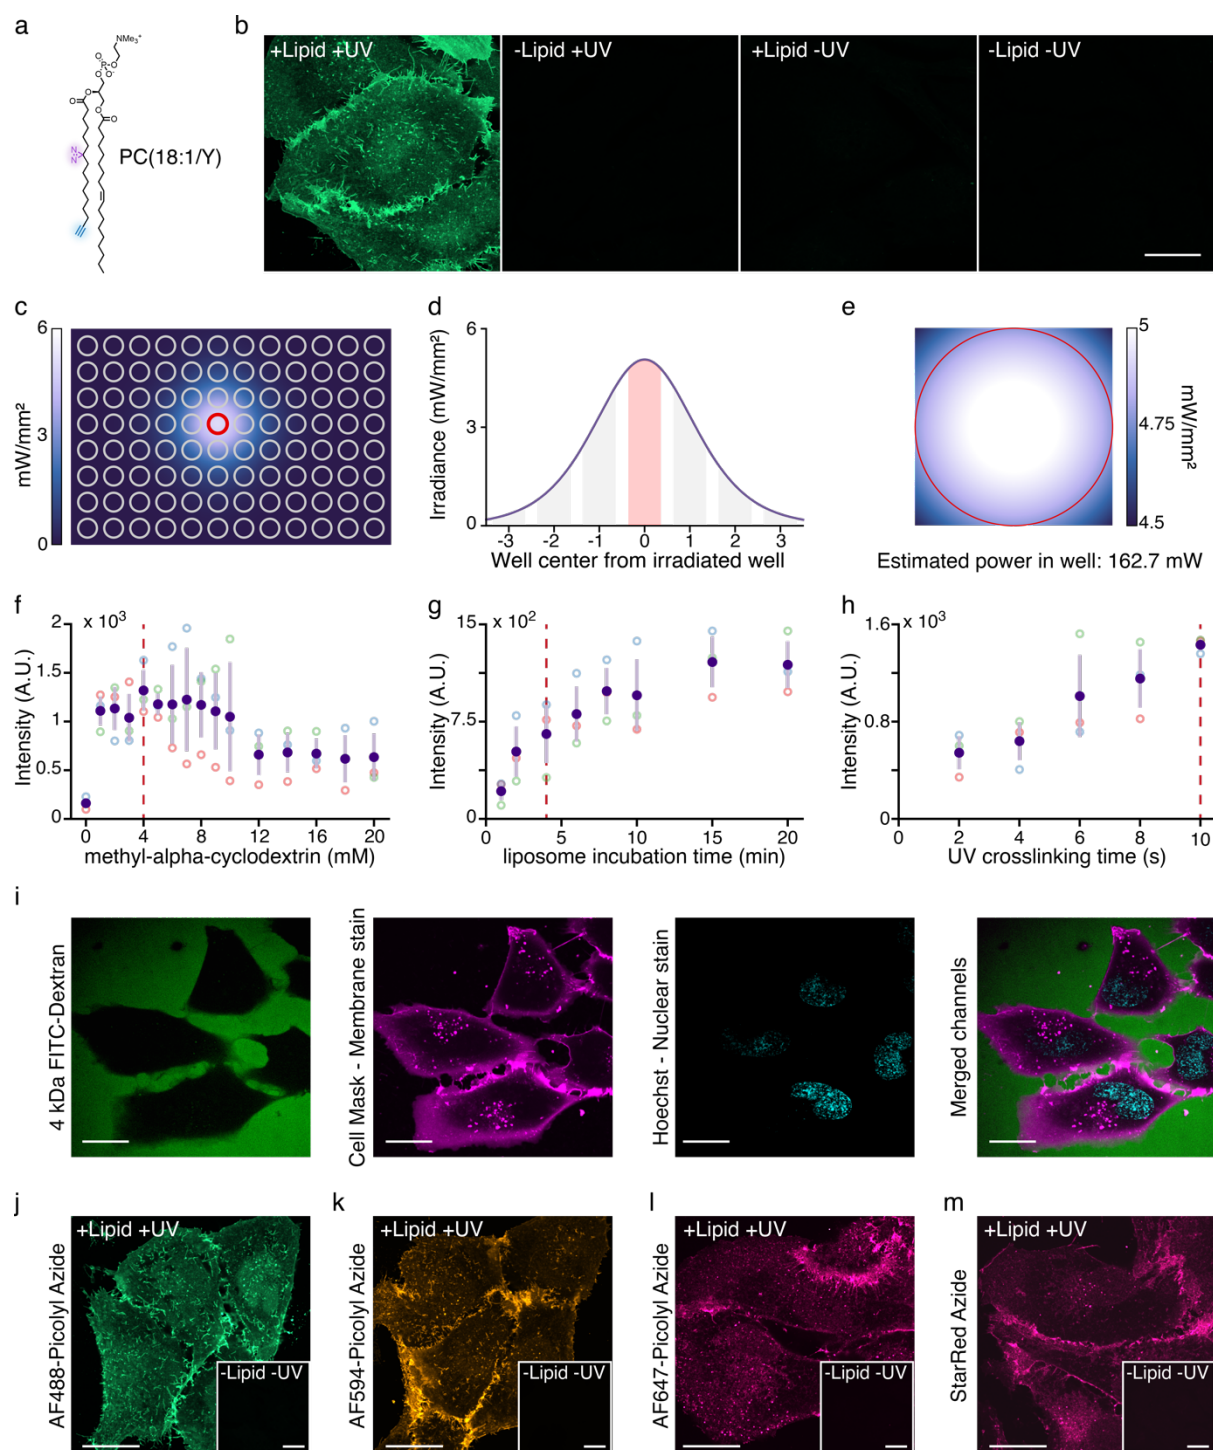 a
NMe₃⁺
O
O
P
O⁻
O
O
O
O
O
N
N
PC(18:1/Y)
b
+Lipid +UV
-Lipid +UV
+Lipid -UV
-Lipid -UV
c
6
3
0
mW/mm²
d
6
3
0
Irradiance (mW/mm²)
-3 -2 -1 0 1 2 3
Well center from irradiated well
e
5
4.75
4.5
mW/mm²
Estimated power in well: 162.7 mW
f
x 10³
2
1.5
1
0.5
0
Intensity (A.U.)
0 4 8 12 16 20
methyl-alpha-cyclodextrin (mM)
g
x 10²
15
7.5
0
Intensity (A.U.)
0 5 10 15 20
liposome incubation time (min)
h
x 10³
1.6
0.8
0
Intensity (A.U.)
0 2 4 6 8 10
UV crosslinking time (s)
i
4 kDa FITC-Dextran
Cell Mask - Membrane stain
Hoechst - Nuclear stain
Merged channels
j
+Lipid +UV
AF488-Picolyl Azide
-Lipid -UV
k
+Lipid +UV
AF594-Picolyl Azide
-Lipid -UV
l
+Lipid +UV
AF647-Picolyl Azide
-Lipid -UV
m
+Lipid +UV
StarRed Azide
-Lipid -UV